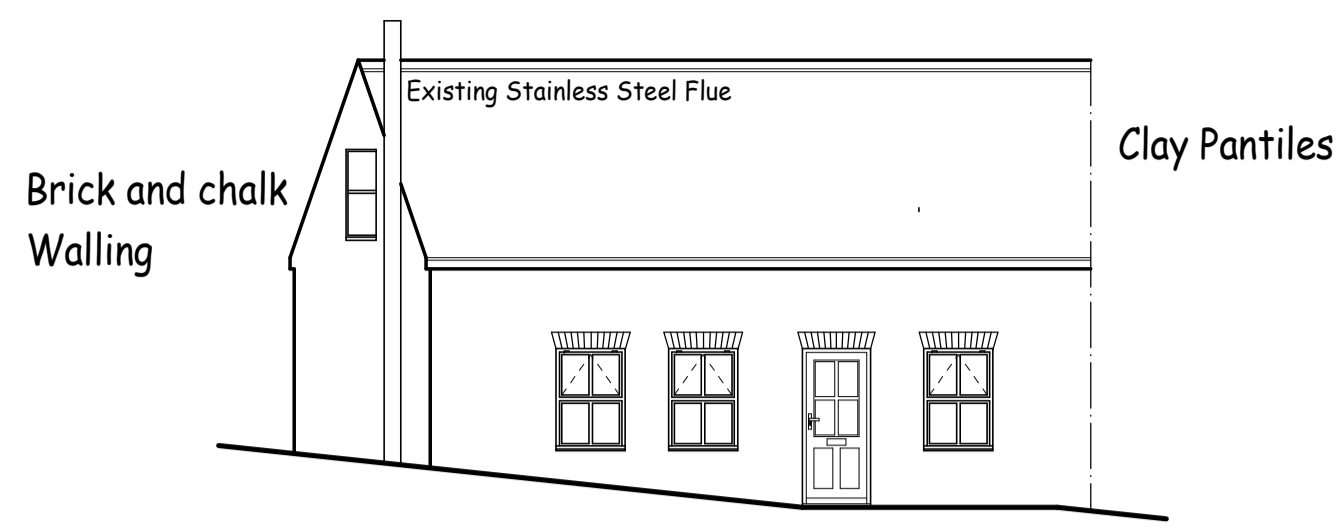 Existing Stainless Steel Flue
Clay Pantiles
Brick and chalk
Walling